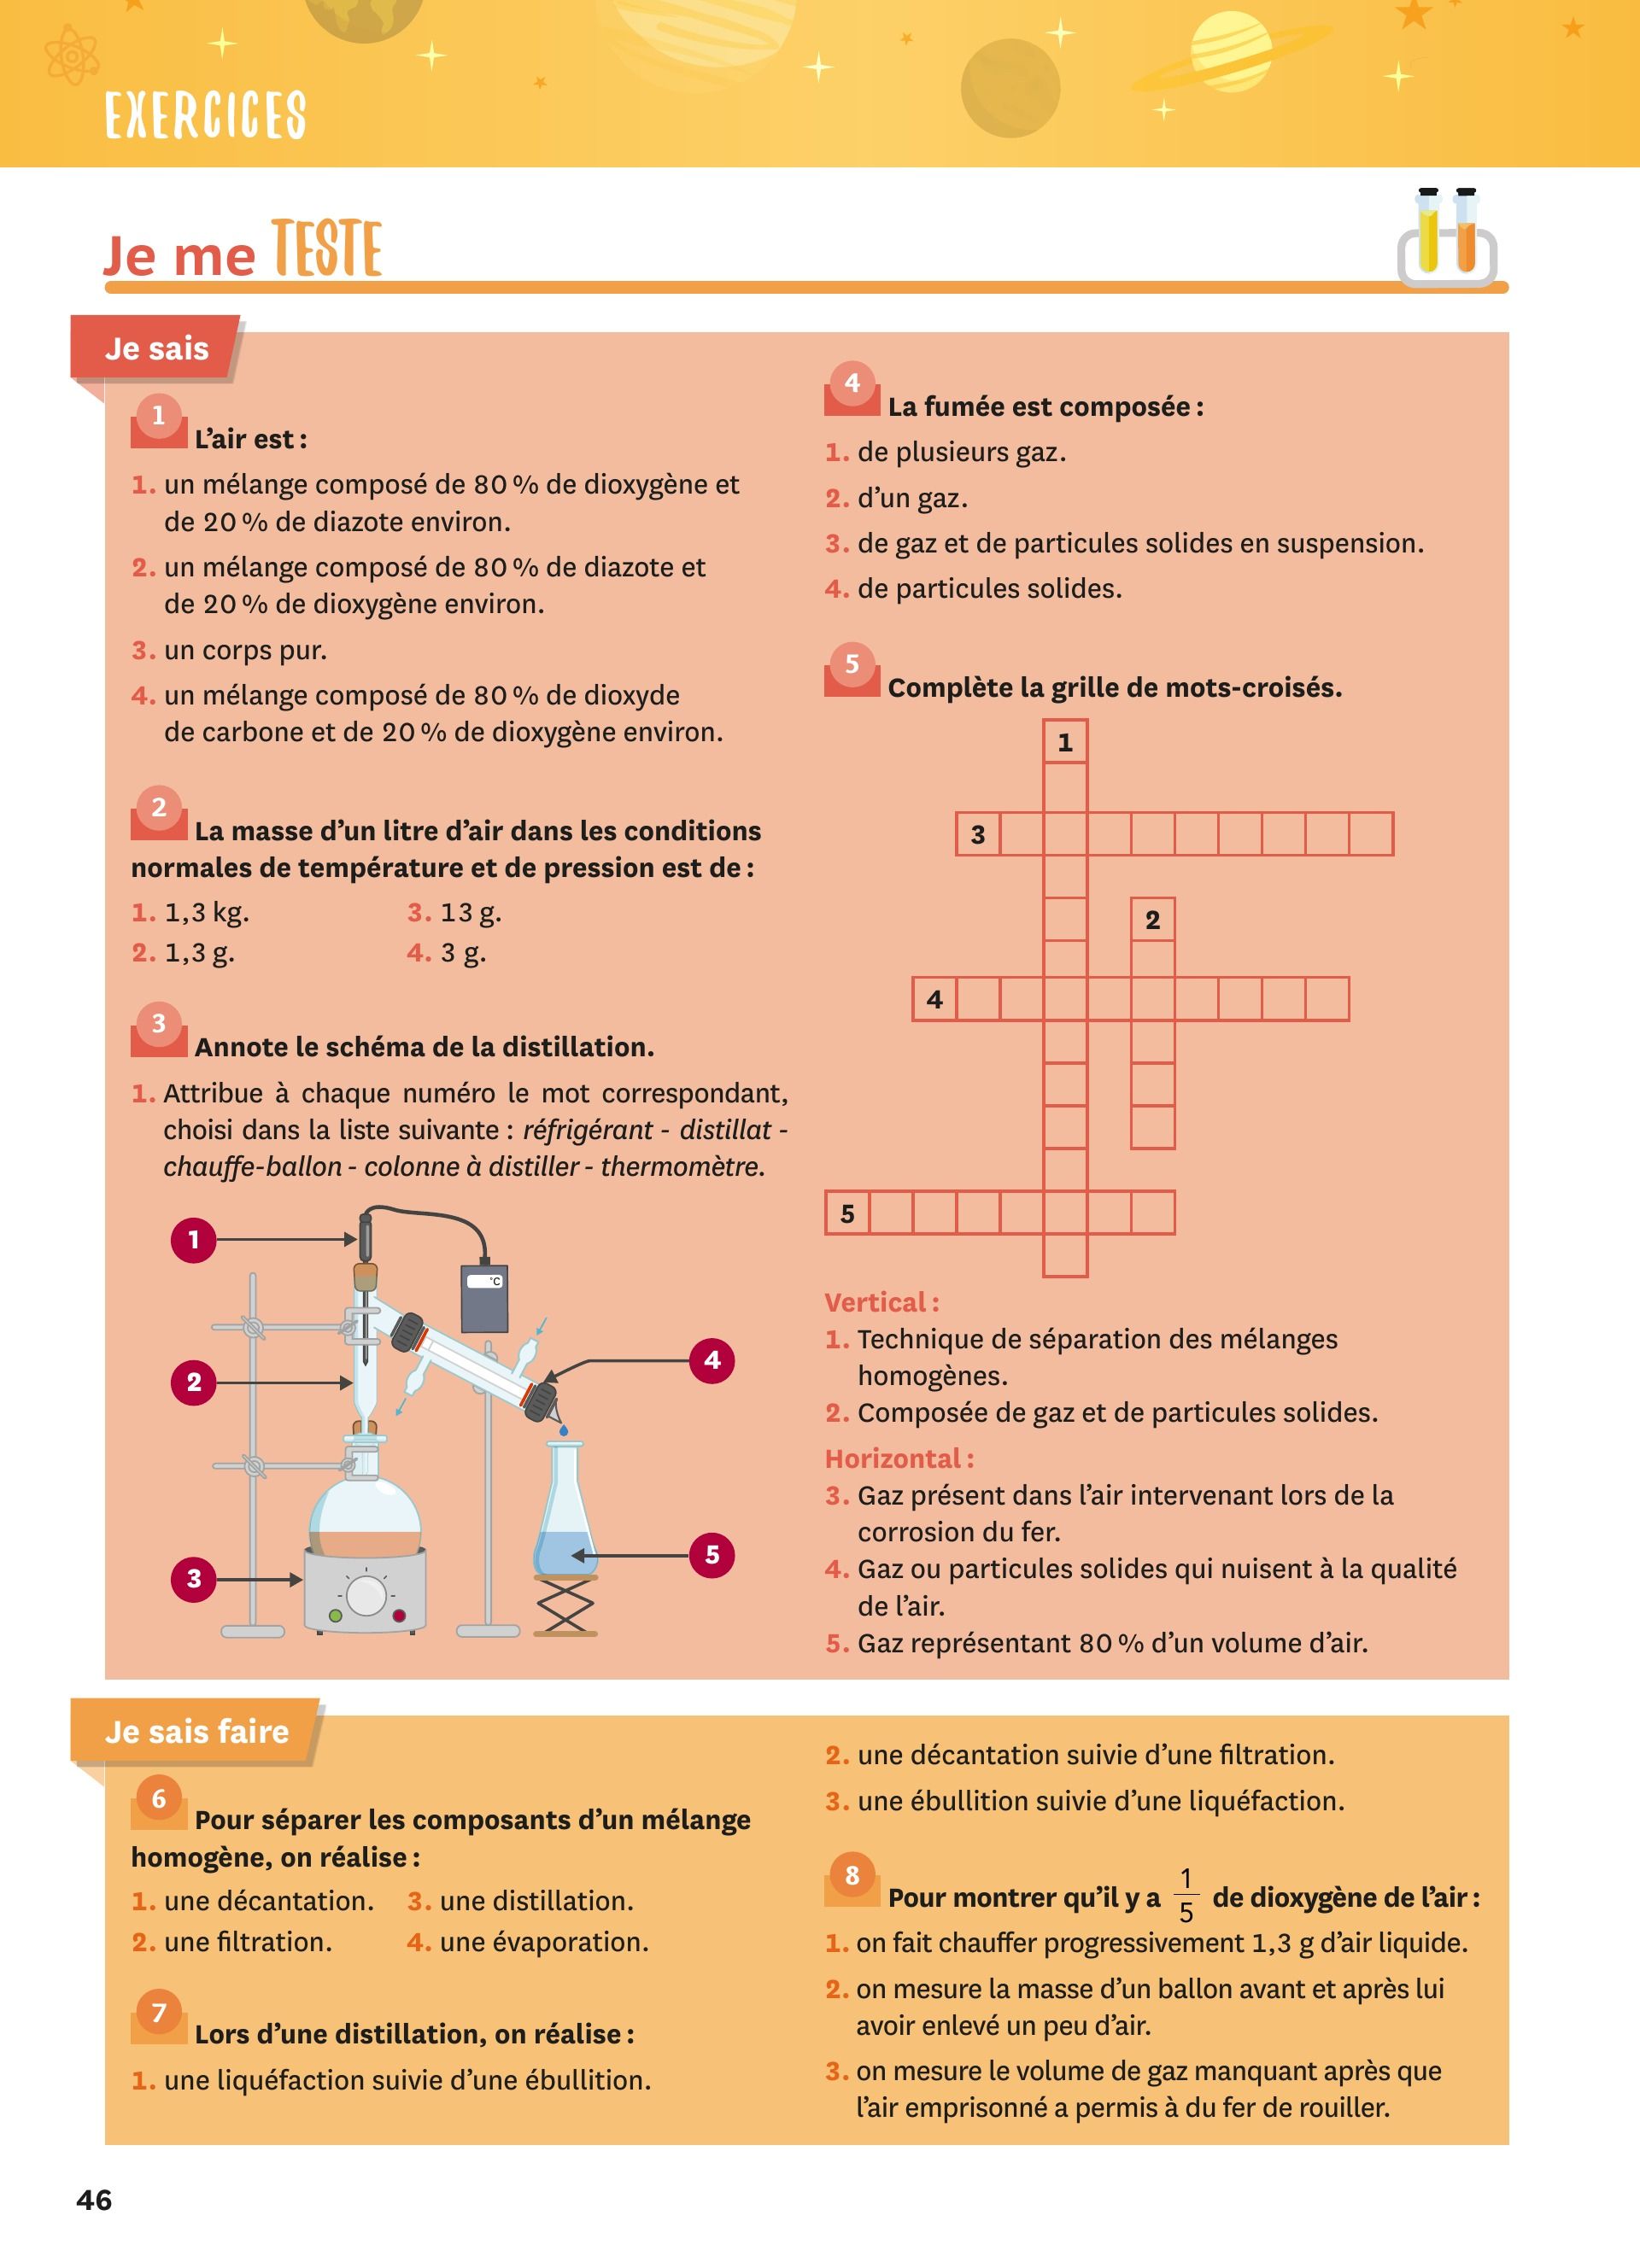 EXERCICES
Je me TESTE
Je sais
1 L’air est :
1. un mélange composé de 80 % de dioxygène et
de 20 % de diazote environ.
2. un mélange composé de 80 % de diazote et
de 20 % de dioxygène environ.
3. un corps pur.
4. un mélange composé de 80 % de dioxyde
de carbone et de 20 % de dioxygène environ.
2 La masse d’un litre d’air dans les conditions
normales de température et de pression est de :
1. 1,3 kg. 3. 13 g.
2. 1,3 g. 4. 3 g.
3 Annote le schéma de la distillation.
1. Attribue à chaque numéro le mot correspondant,
choisi dans la liste suivante : réfrigérant - distillat -
chauffe-ballon - colonne à distiller - thermomètre.
1
°C
4
2
5
3
4 La fumée est composée :
1. de plusieurs gaz.
2. d’un gaz.
3. de gaz et de particules solides en suspension.
4. de particules solides.
5 Complète la grille de mots-croisés.
1
3
2
4
5
Vertical :
1. Technique de séparation des mélanges
homogènes.
2. Composée de gaz et de particules solides.
Horizontal :
3. Gaz présent dans l’air intervenant lors de la
corrosion du fer.
4. Gaz ou particules solides qui nuisent à la qualité
de l’air.
5. Gaz représentant 80 % d’un volume d’air.
Je sais faire
6 Pour séparer les composants d’un mélange
homogène, on réalise :
1. une décantation. 3. une distillation.
2. une filtration. 4. une évaporation.
7 Lors d’une distillation, on réalise :
1. une liquéfaction suivie d’une ébullition.
2. une décantation suivie d’une filtration.
3. une ébullition suivie d’une liquéfaction.
8 Pour montrer qu’il y a 1/5 de dioxygène de l’air :
1. on fait chauffer progressivement 1,3 g d’air liquide.
2. on mesure la masse d’un ballon avant et après lui
avoir enlevé un peu d’air.
3. on mesure le volume de gaz manquant après que
l’air emprisonné a permis à du fer de rouiller.
46